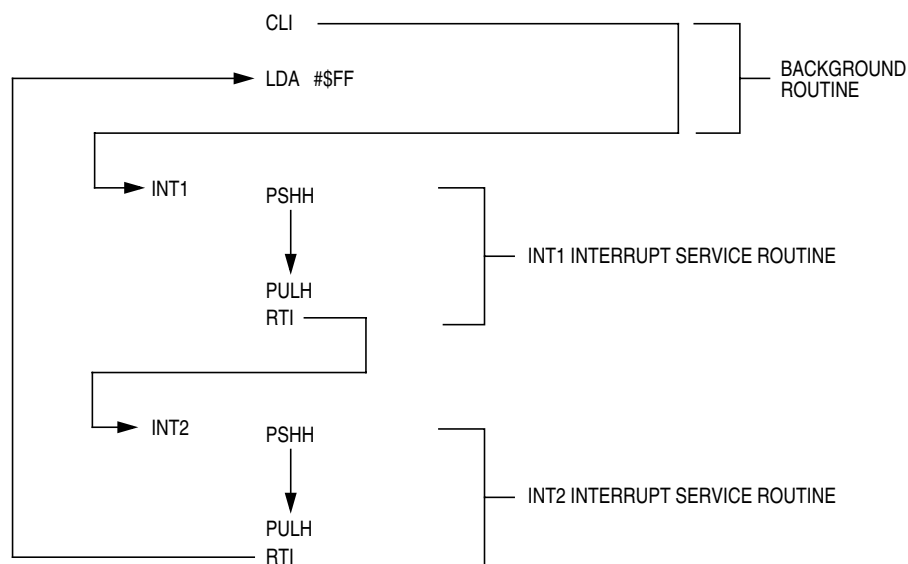 CLI
LDA #$FF
BACKGROUND
ROUTINE
INT1
PSHH
INT1 INTERRUPT SERVICE ROUTINE
PULH
RTI
INT2
PSHH
INT2 INTERRUPT SERVICE ROUTINE
PULH
RTI